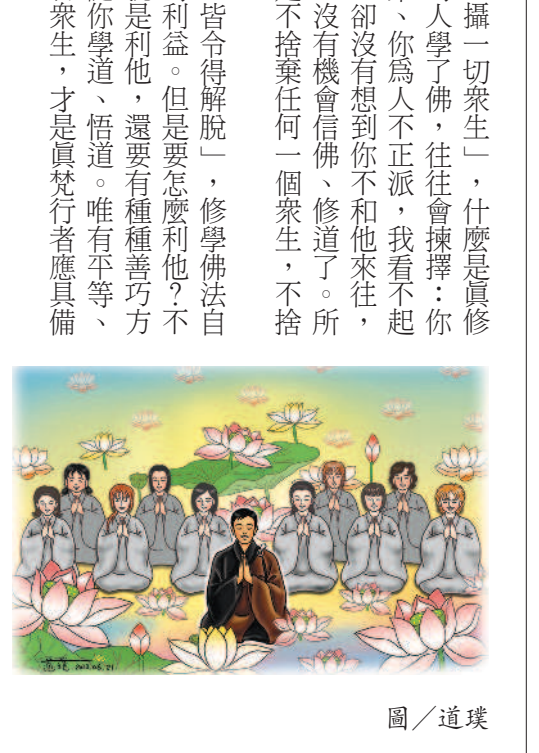 攝一切衆生」，什麼是眞修
人學了佛，往往會揀擇：你
、你爲人不正派，我看不起
卻沒有想到你不和他來往，
沒有機會信佛、修道了。所
不捨棄任何一個衆生，不捨
皆令得解脫」，修學佛法自
利益。但是要怎麼利他？不
是利他，還要有種種善巧方
你學道、悟道。唯有平等、
衆生，才是眞梵行者應具備
圖／道璞